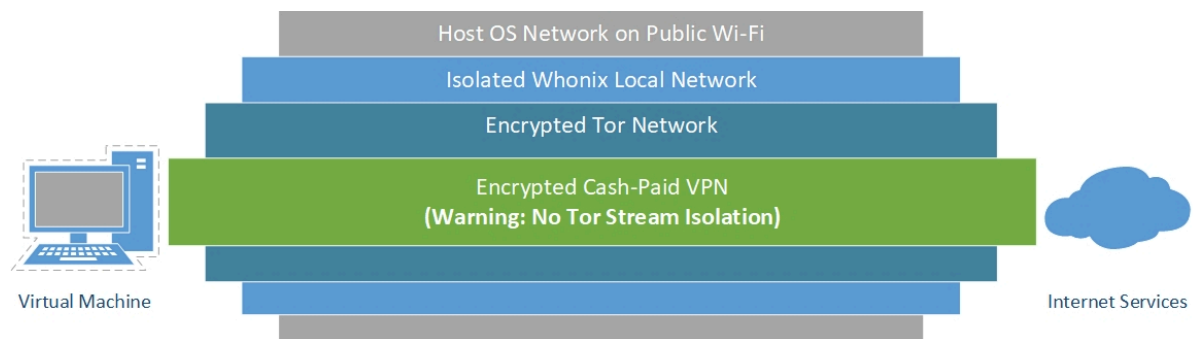 Host OS Network on Public Wi-Fi
Isolated Whonix Local Network
Encrypted Tor Network
Encrypted Cash-Paid VPN
(Warning: No Tor Stream Isolation)
Virtual Machine
Internet Services